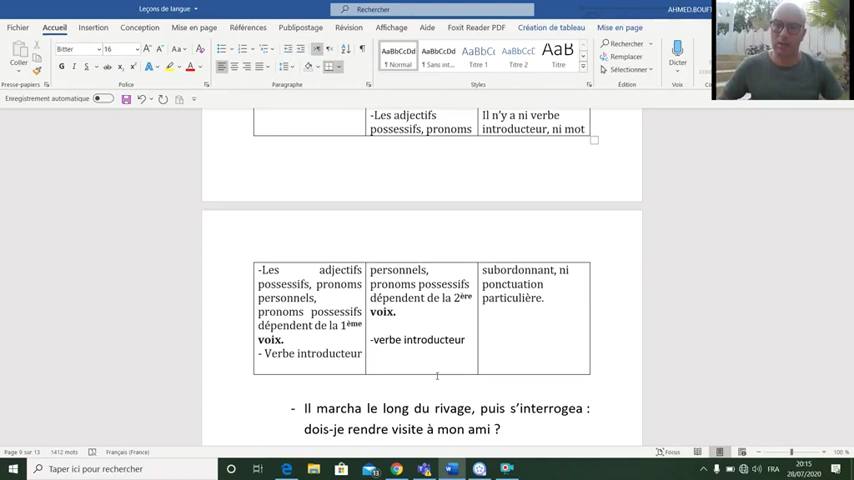 Leçons de langue
Rechercher
AHMED.BOUF
Fichier Accueil Insertion Conception Mise en page Références Publipostage Révision Affichage Foxit Reader PDF Création de tableau Mise en page
Coller
Bitter 16
G I S
AaBbCcDd AaBbCcDd AaBbC AaBbCcD AaB
1 Normal 1 Sans int... Titre 1 Titre 2 Titre
Rechercher
Remplacer
Sélectionner
Dicter
Presse-papiers Police Paragraphe Styles Édition Voix
Enregistrement automatique
-Les adjectifs
possessifs, pronoms
Il n'y a ni verbe
introducteur, ni mot
-Les adjectifs
possessifs, pronoms
personnels,
pronoms possessifs
dépendent de la 1ème
voix.
- Verbe introducteur
personnels,
pronoms possessifs
dépendent de la 2ère
voix.
-verbe introducteur
subordonnant, ni
ponctuation
particulière.
- Il marcha le long du rivage, puis s'interrogea :
dois-je rendre visite à mon ami ?
Page 9 sur 13 1412 mots Français (France) Focus 100 %
Taper ici pour rechercher
FRA
20:15
28/07/2020